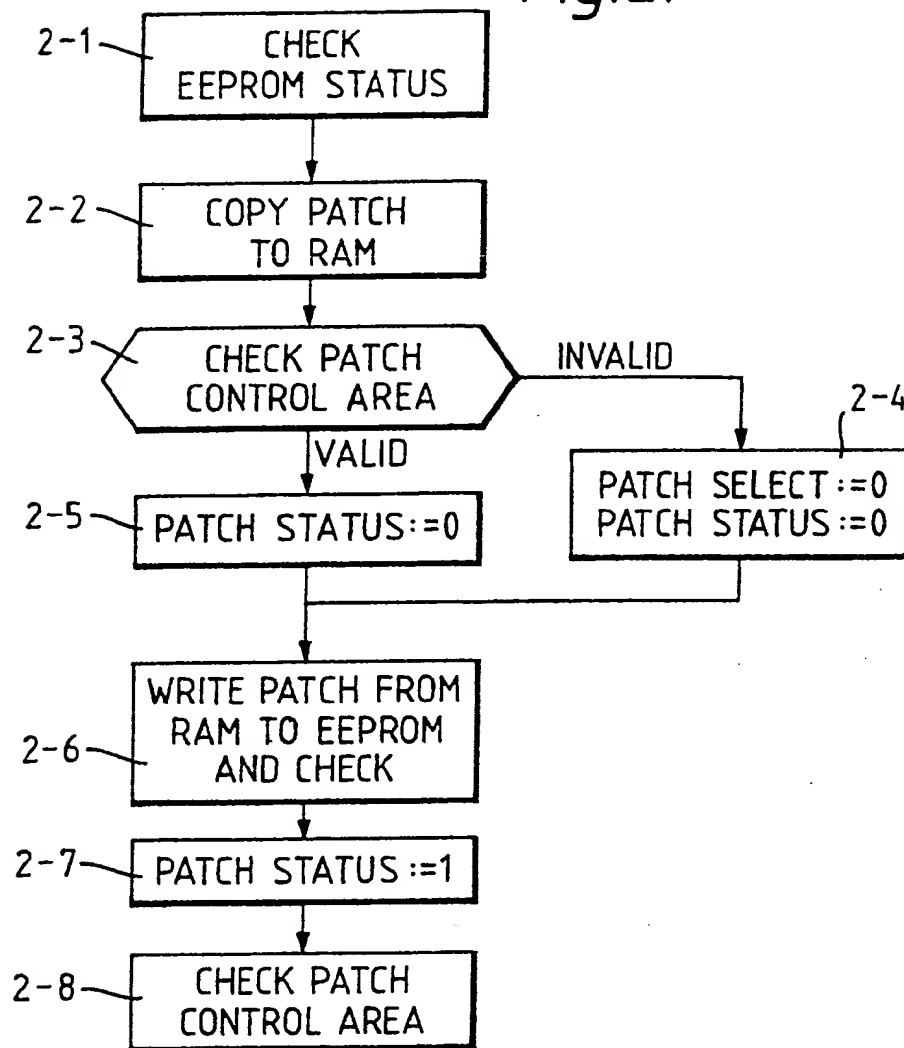 2-1
CHECK
EEPROM STATUS
2-2
COPY PATCH
TO RAM
2-3
CHECK PATCH
CONTROL AREA
INVALID
2-4
PATCH SELECT :=0
PATCH STATUS :=0
VALID
2-5
PATCH STATUS :=0
WRITE PATCH FROM
RAM TO EEPROM
AND CHECK
2-6
2-7
PATCH STATUS :=1
2-8
CHECK PATCH
CONTROL AREA